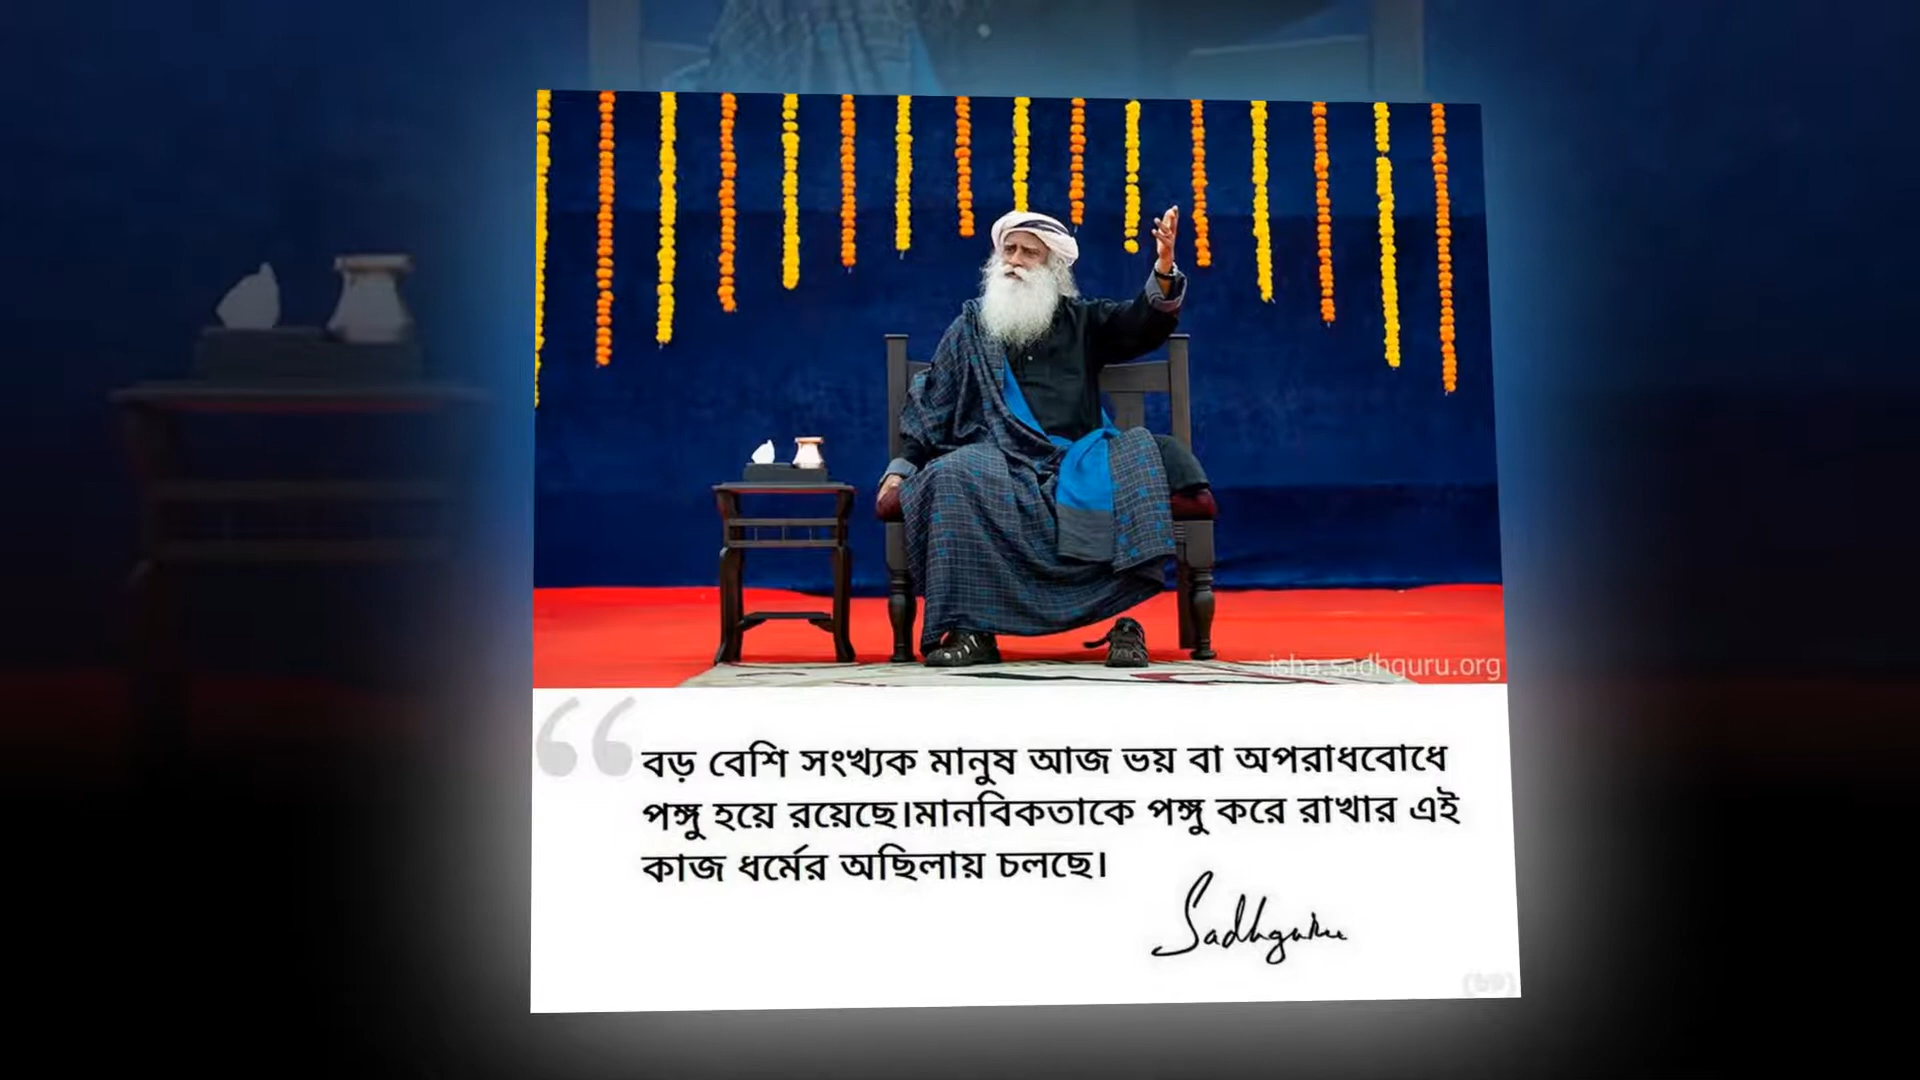 isha.sadhguru.org
“
বড় বেশি সংখ্যক মানুষ আজ ভয় বা অপরাধবোধে
পঙ্গু হয়ে রয়েছে।মানবিকতাকে পঙ্গু করে রাখার এই
কাজ ধর্মের অছিলায় চলছে।
Sadhguru